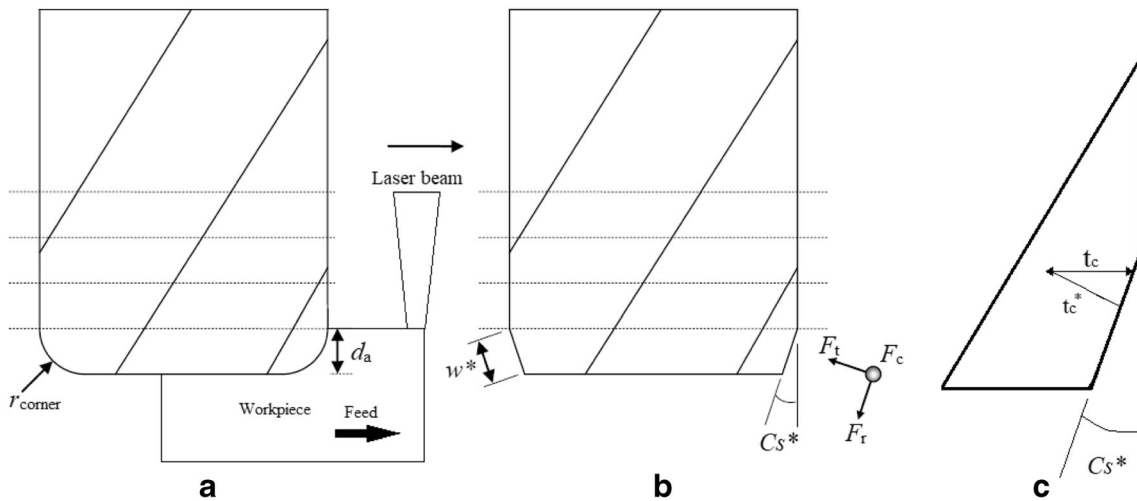 Laser beam
d_a
r_corner
Workpiece
Feed
a
w*
Cs*
F_t
F_c
F_r
b
t_c
t_c*
Cs*
c